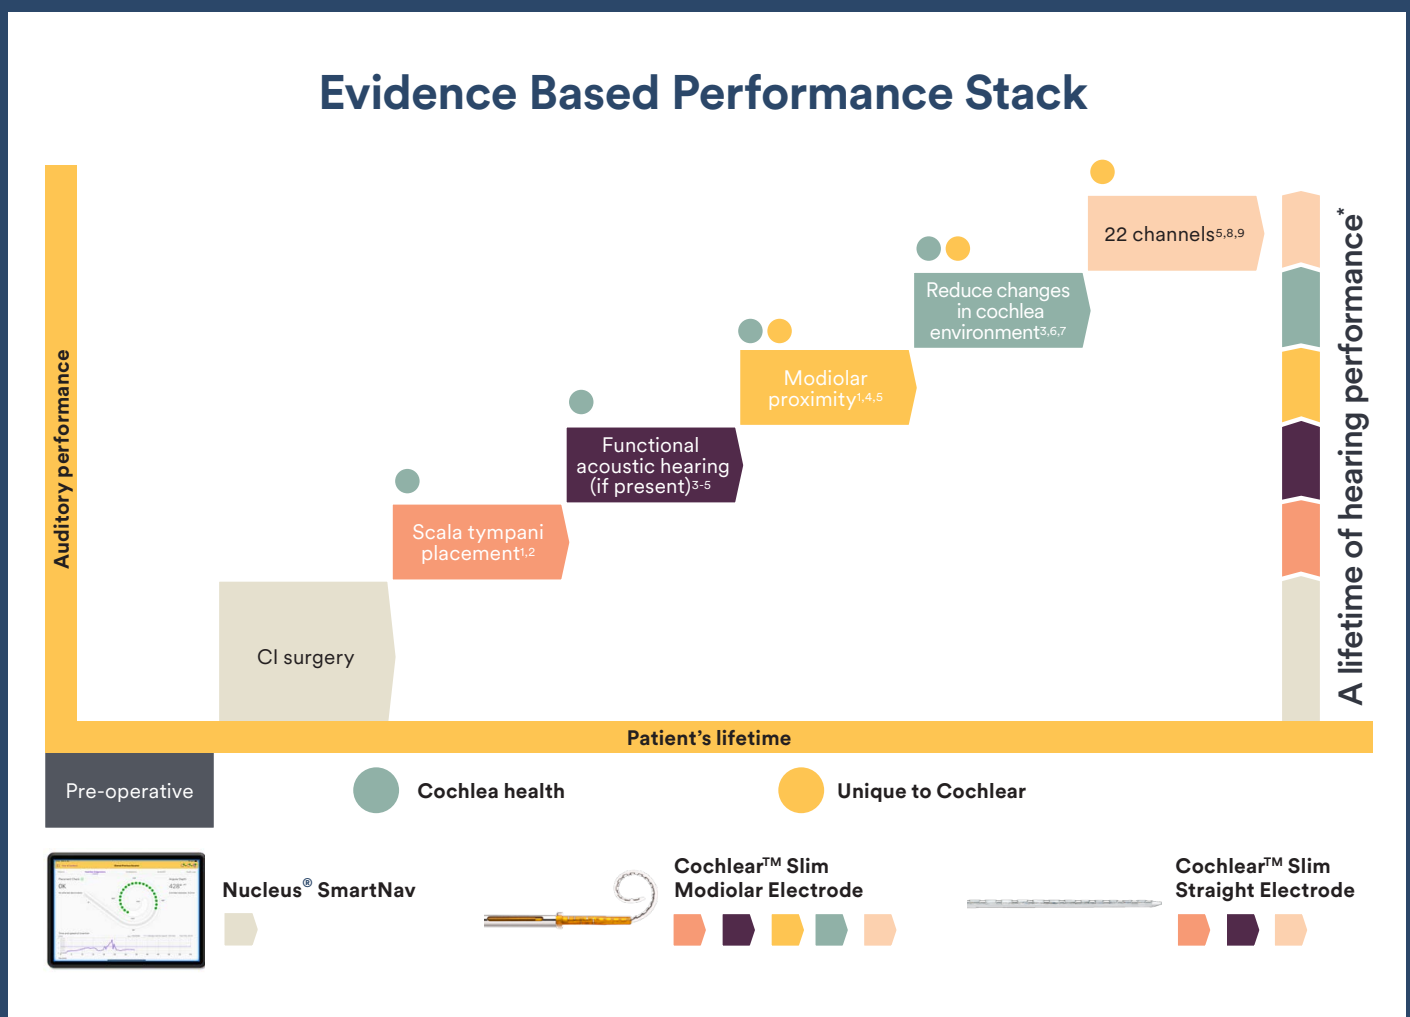 Evidence Based Performance Stack
Auditory performance
22 channels5,8,9
Reduce changes
in cochlea
environment3,6,7
Modiolar
proximity1,4,5
Functional
acoustic hearing
(if present)3-5
Scala tympani
placement1,2
CI surgery
A lifetime of hearing performance*
Patient's lifetime
Pre-operative
Cochlea health
Unique to Cochlear
Nucleus® SmartNav
Cochlear™ Slim
Modiolar Electrode
Cochlear™ Slim
Straight Electrode
OK